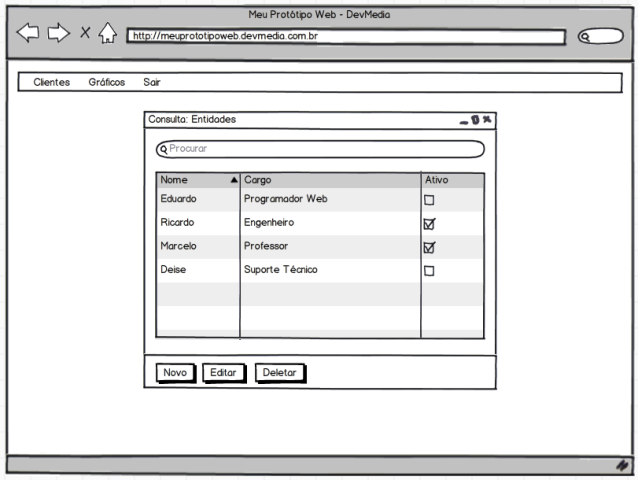 Meu Protótipo Web - DevMedia
http://meuprototipoweb.devmedia.com.br
Clientes Gráficos Sair
Consulta: Entidades
Procurar
Nome Cargo Ativo
Eduardo Programador Web
Ricardo Engenheiro
Marcelo Professor
Deise Suporte Técnico
Novo Editar Deletar